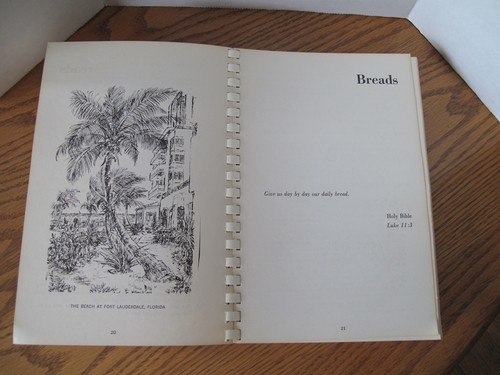 THE BEACH AT FORT LAUDERDALE, FLORIDA
Breads
Give us day by day our daily bread.
Holy Bible
Luke 11:3